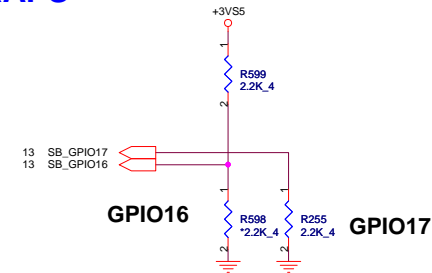 +3VS5
1
R599
2.2K_4
2
13 SB_GPIO17
13 SB_GPIO16
1
1
GPIO16
R598
*2.2K_4
R255
2.2K_4
GPIO17
2
2